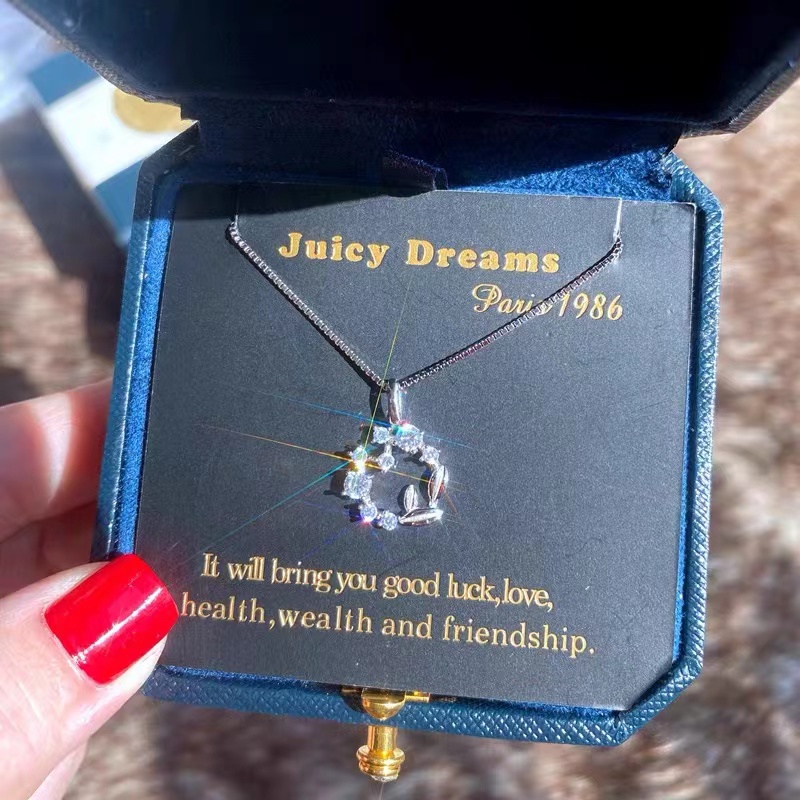 Juicy Dreams
Paris 1986
It will bring you good luck,love,
health,wealth and friendship.